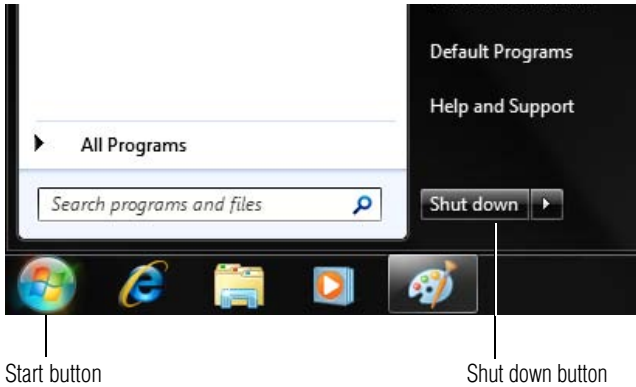 Default Programs
Help and Support
All Programs
Search programs and files
Shut down
Start button
Shut down button